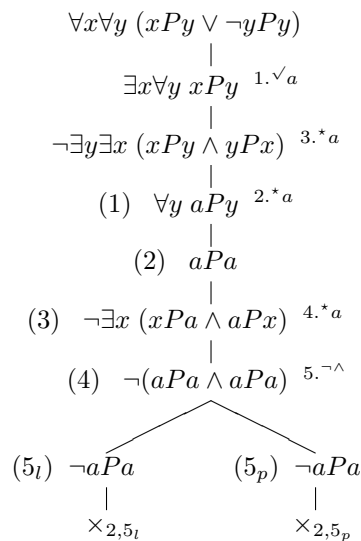 ∀x∀y (xPy ∨ ¬yPy)
∃x∀y xPy 1.√a
¬∃y∃x (xPy ∧ yPx) 3.⋆a
(1) ∀y aPy 2.⋆a
(2) aPa
(3) ¬∃x (xPa ∧ aPx) 4.⋆a
(4) ¬(aPa ∧ aPa) 5.¬∧
(5l) ¬aPa (5p) ¬aPa
×2,5l ×2,5p